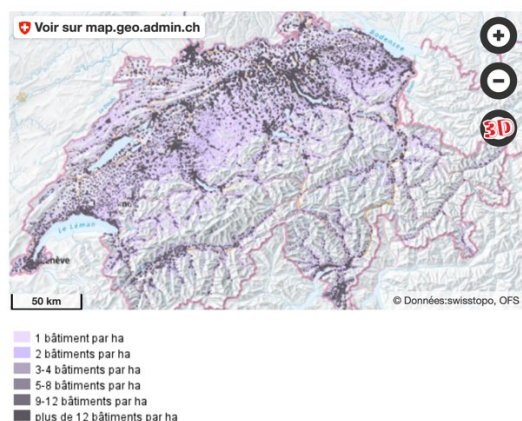 Voir sur map.geo.admin.ch
Bodensee
3D
Le Léman
nève
50 km
© Données:swisstopo, OFS
1 bâtiment par ha
2 bâtiments par ha
3-4 bâtiments par ha
5-8 bâtiments par ha
9-12 bâtiments par ha
plus de 12 bâtiments par ha